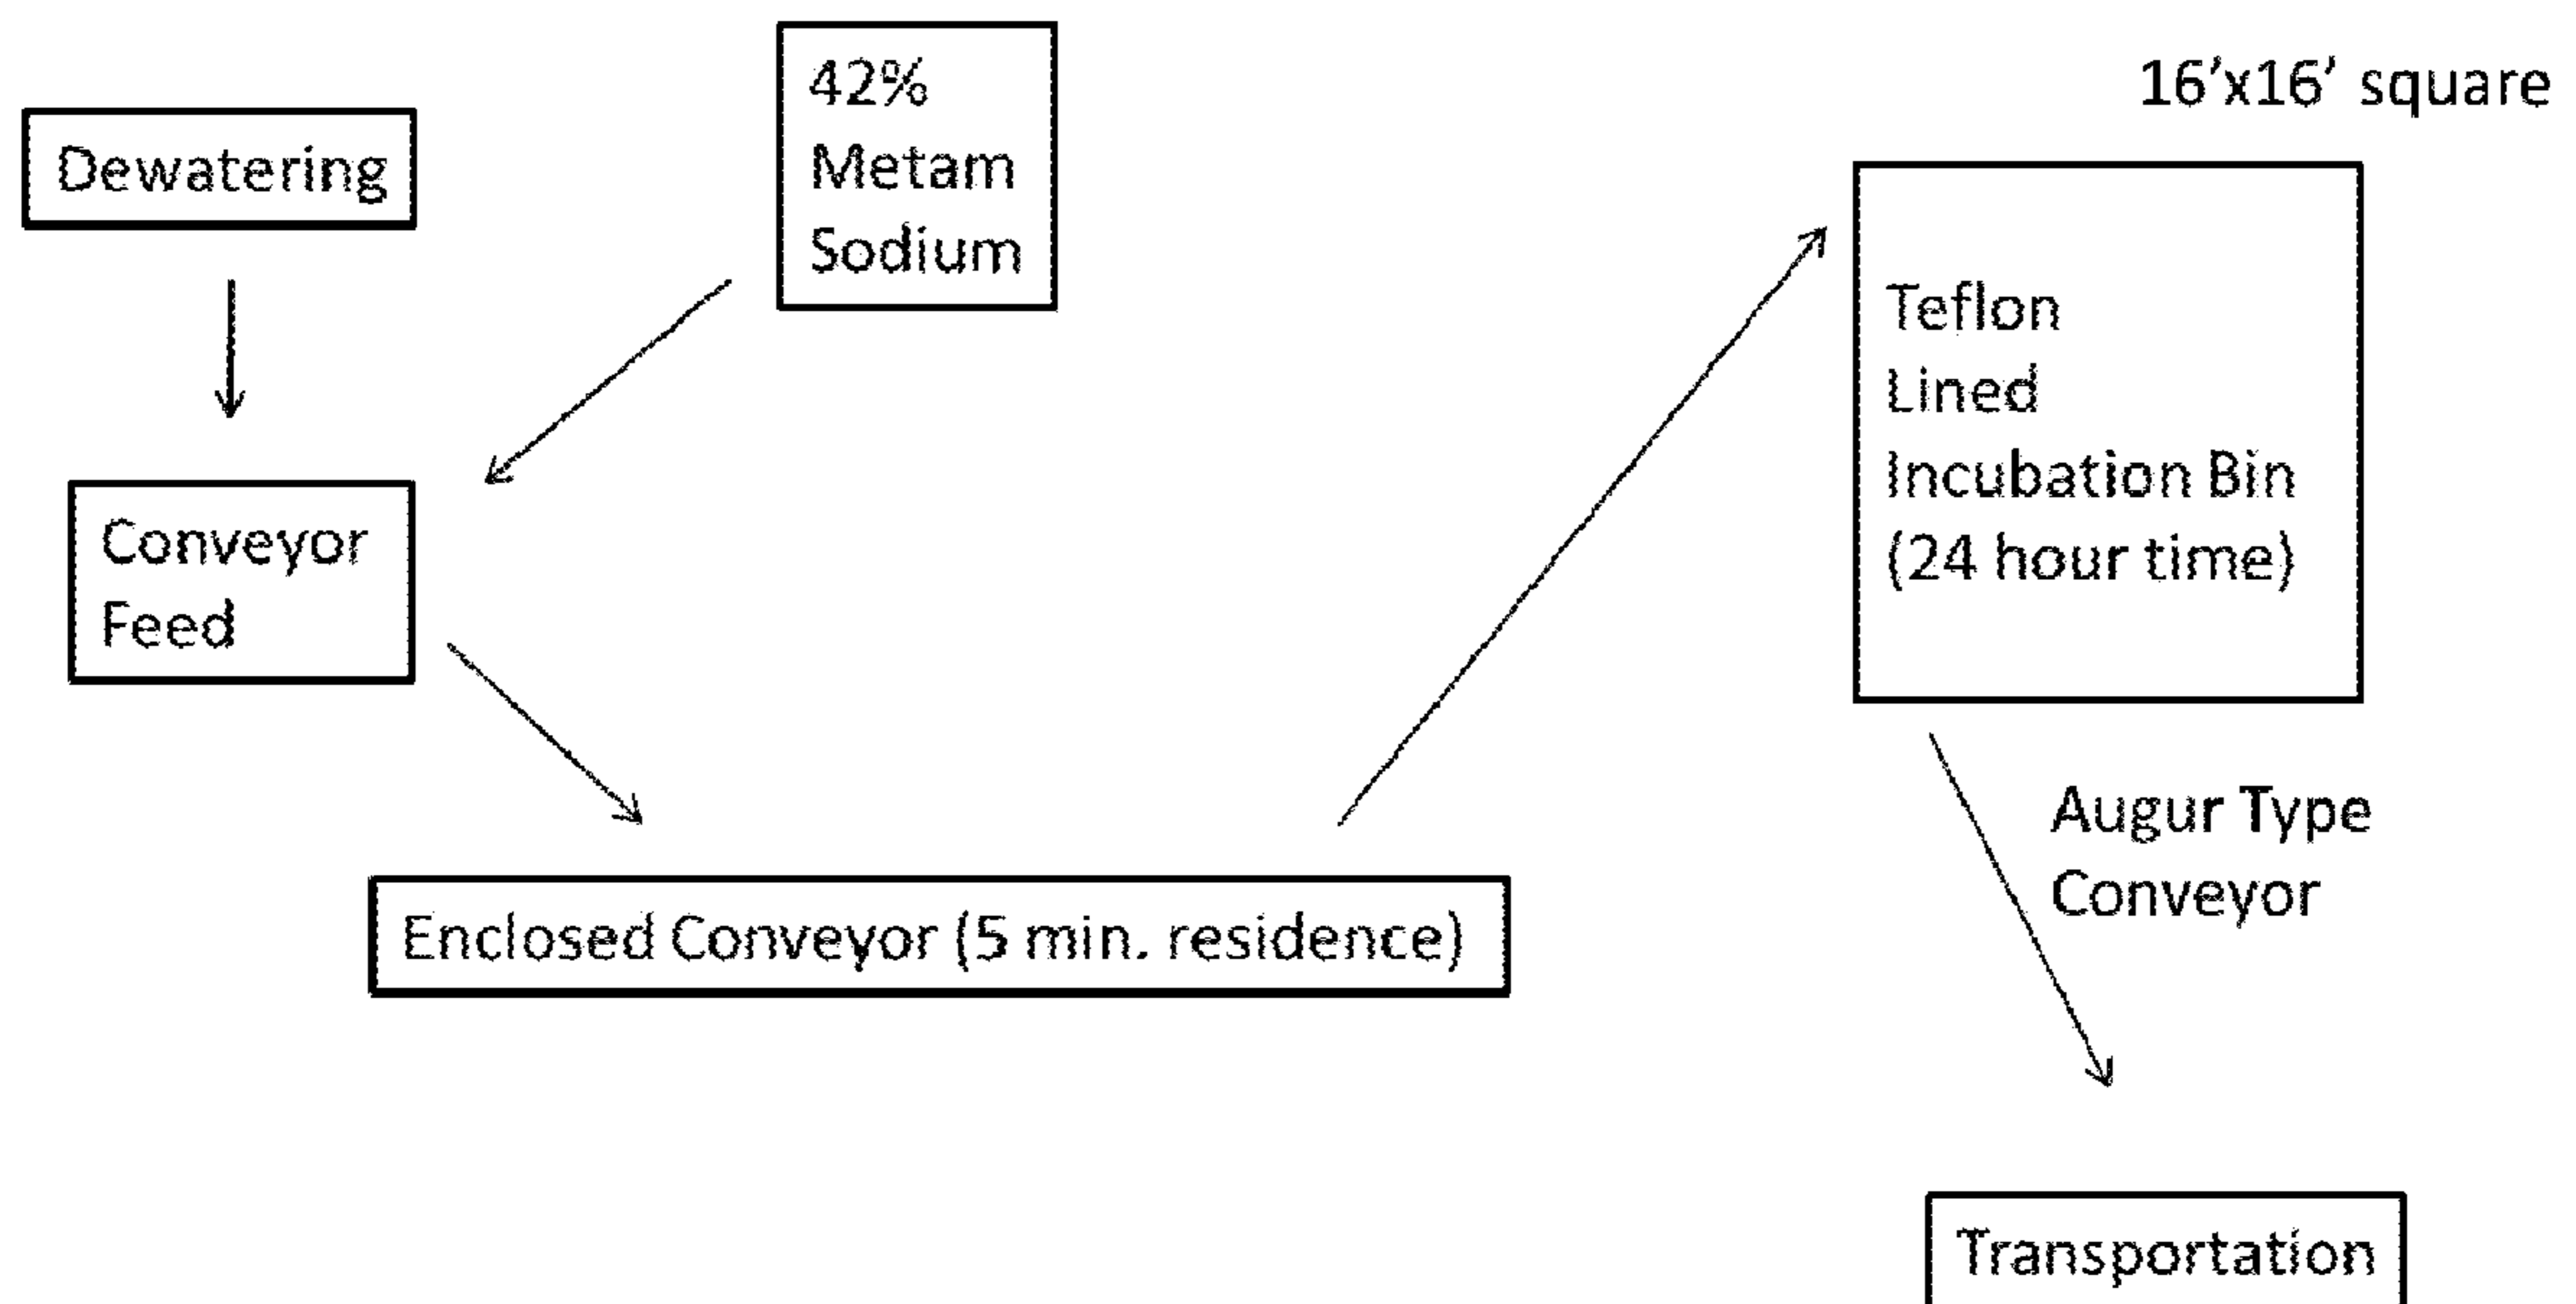 Dewatering
42%
Metam
Sodium
16'x16' square
Conveyor
Feed
Teflon
Lined
Incubation Bin
(24 hour time)
Enclosed Conveyor (5 min. residence)
Augur Type
Conveyor
Transportation